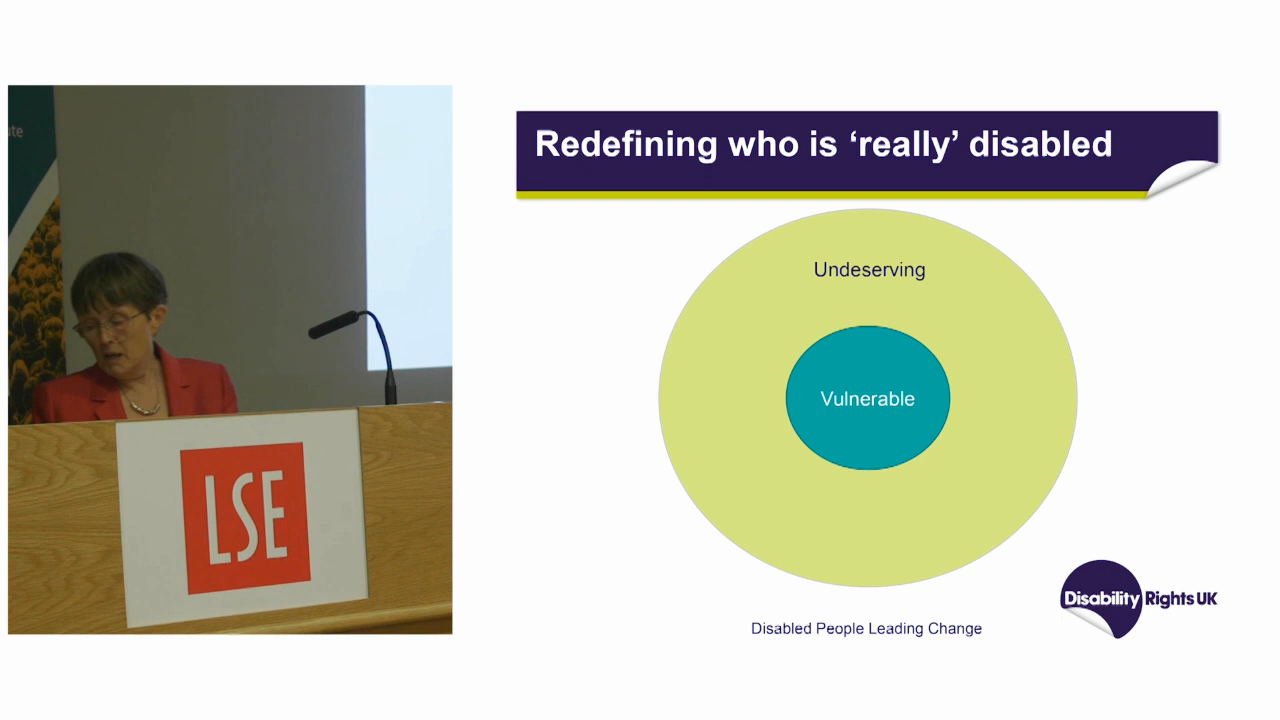 Redefining who is ‘really’ disabled
Undeserving
Vulnerable
LSE
Disability Rights UK
Disabled People Leading Change